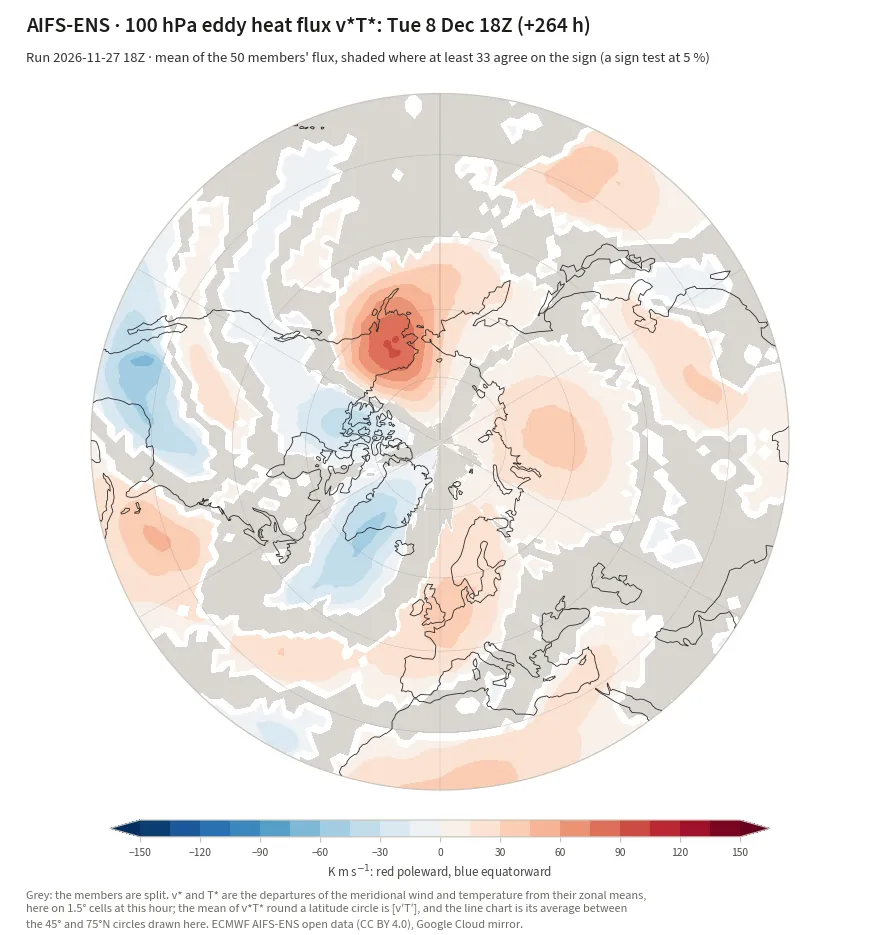 AIFS-ENS · 100 hPa eddy heat flux v*T*: Tue 8 Dec 18Z (+264 h)
Run 2026-11-27 18Z · mean of the 50 members' flux, shaded where at least 33 agree on the sign (a sign test at 5 %)
−150 −120 −90 −60 −30 0 30 60 90 120 150
K m s⁻¹: red poleward, blue equatorward
Grey: the members are split. v* and T* are the departures of the meridional wind and temperature from their zonal means,
here on 1.5° cells at this hour; the mean of v*T* round a latitude circle is [v'T'], and the line chart is its average between
the 45° and 75°N circles drawn here. ECMWF AIFS-ENS open data (CC BY 4.0), Google Cloud mirror.